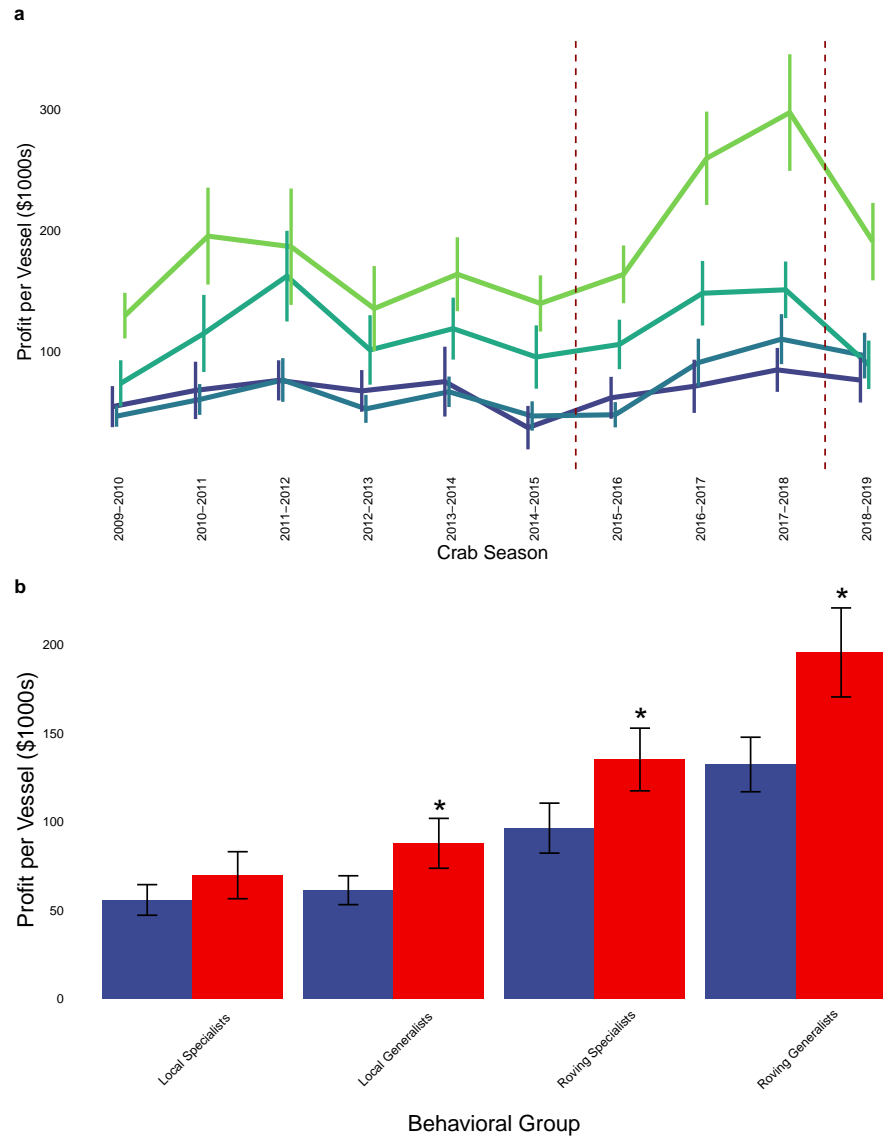 a
Profit per Vessel ($1000s)
300
200
100
2009−2010
2010−2011
2011−2012
2012−2013
2013−2014
2014−2015
2015−2016
2016−2017
2017−2018
2018−2019
Crab Season
b
Profit per Vessel ($1000s)
200
150
100
50
0
*
*
*
Local Specialists
Local Generalists
Roving Specialists
Roving Generalists
Behavioral Group